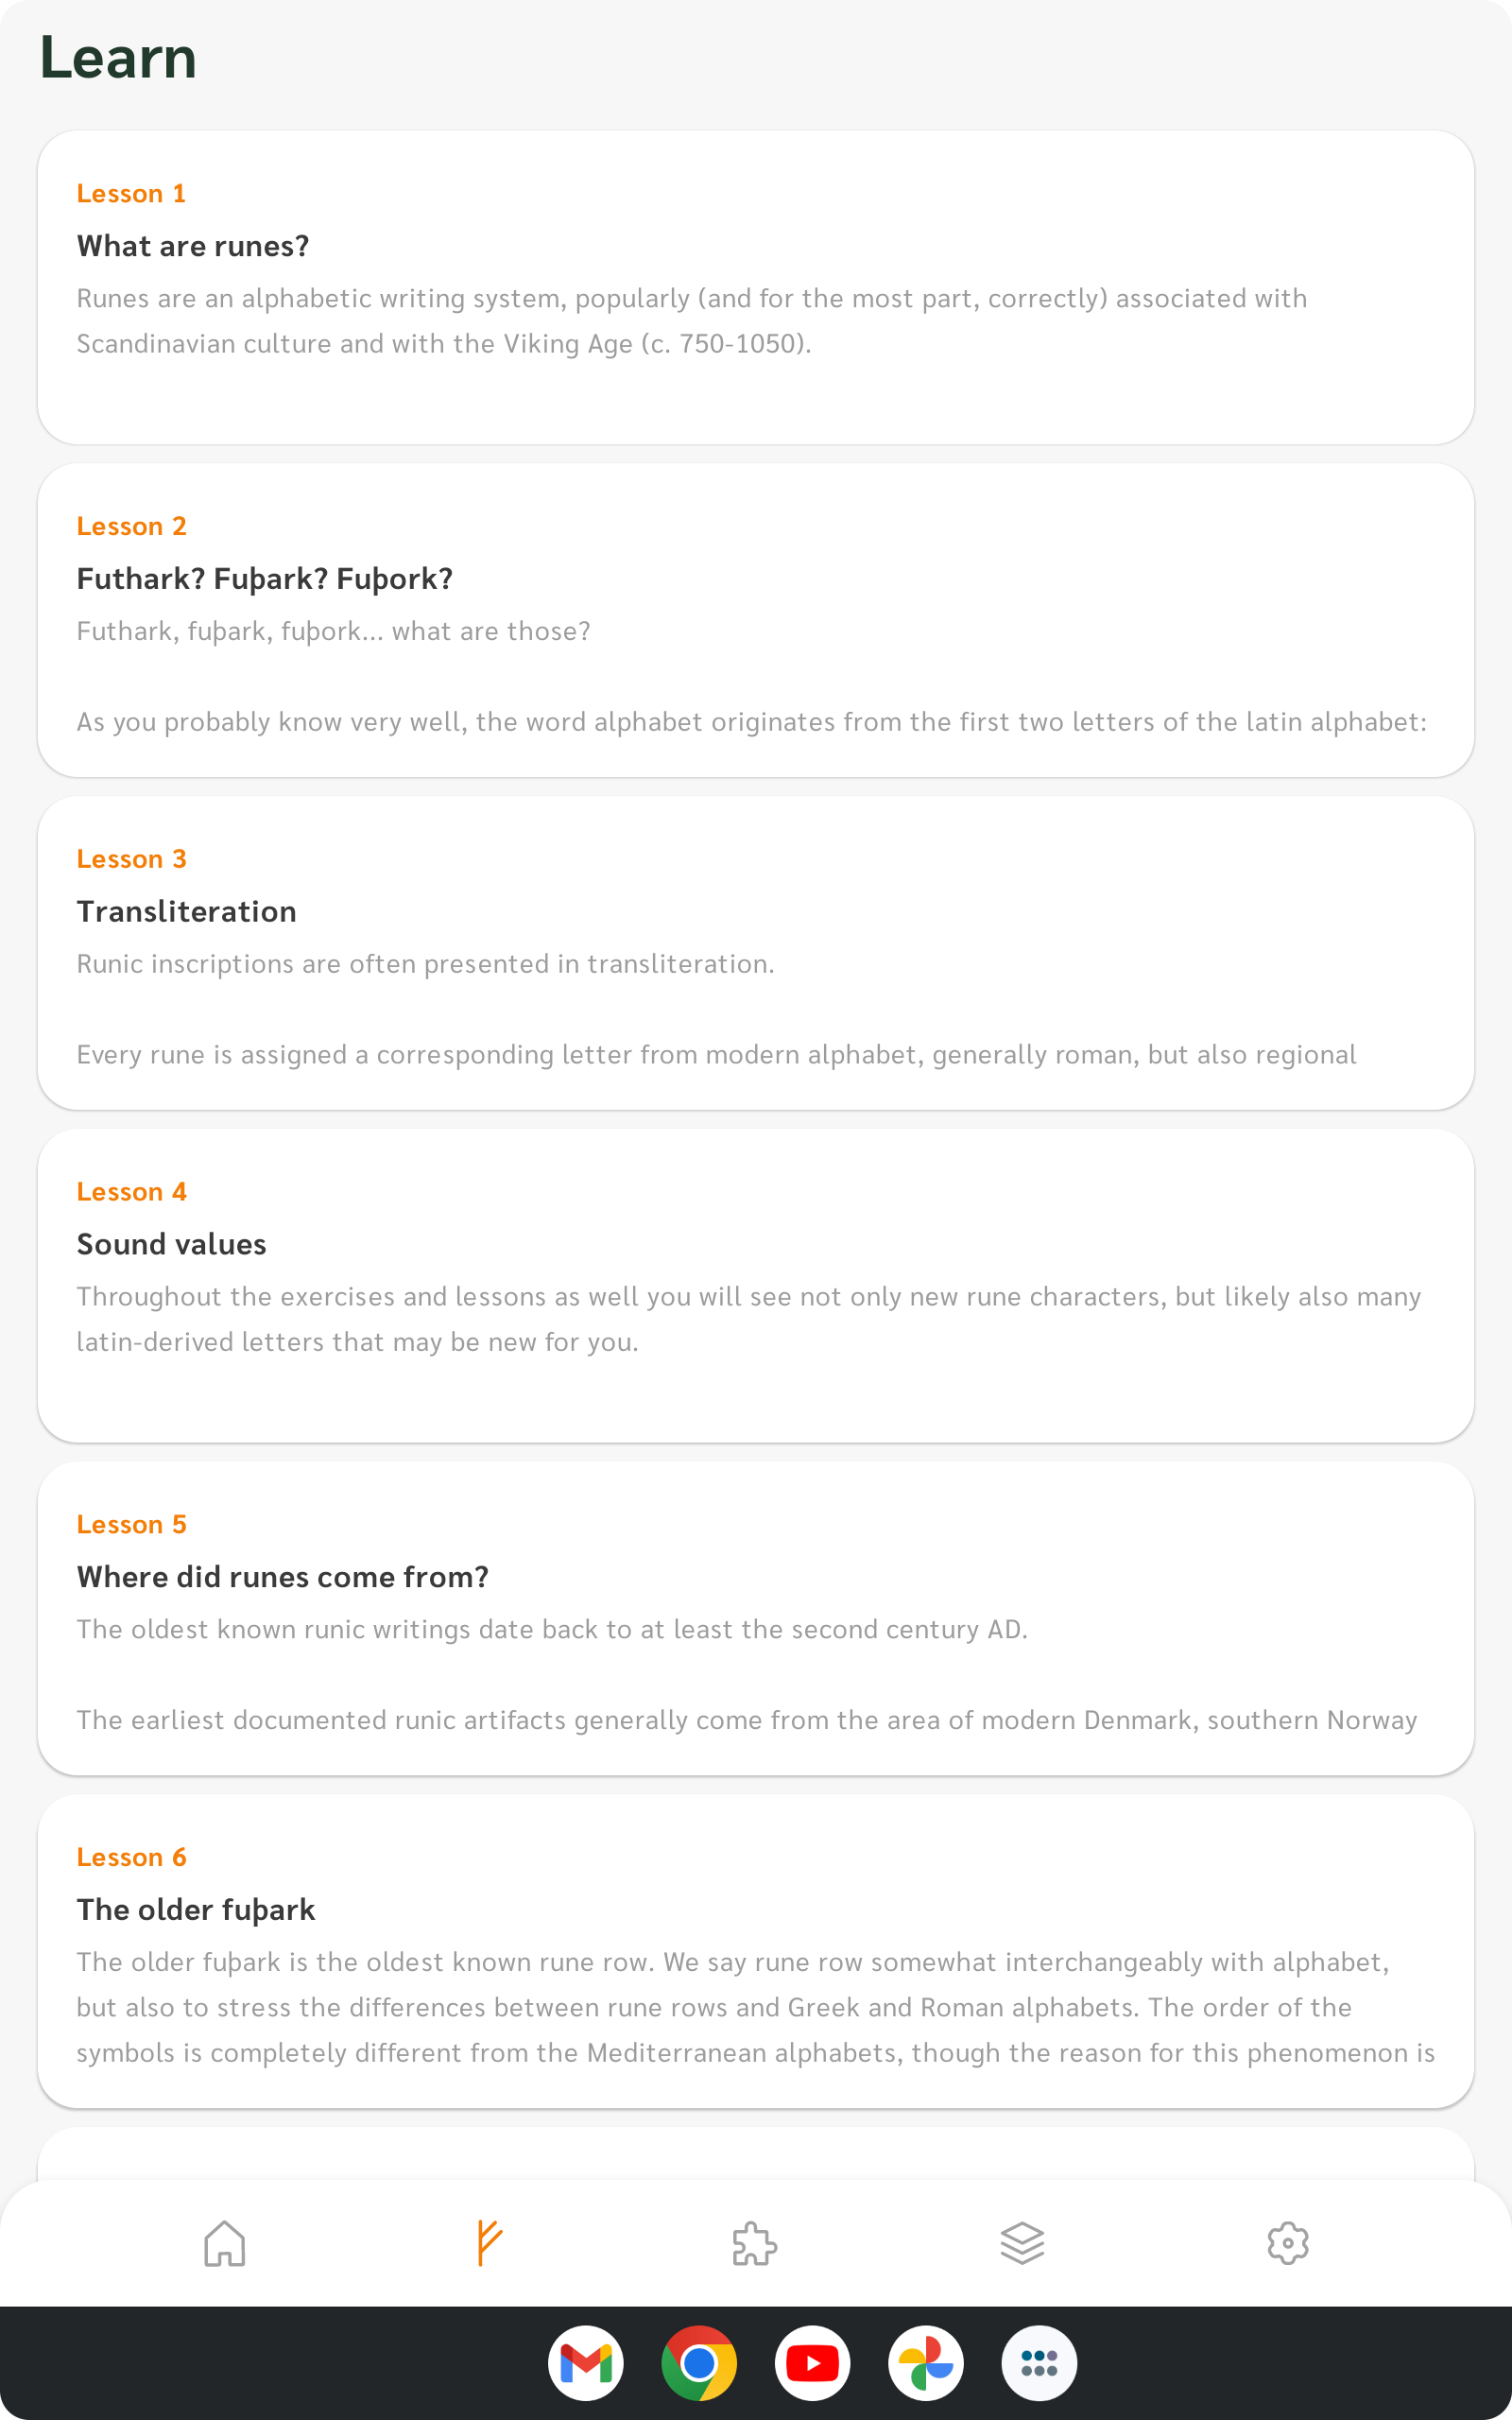 Learn
Lesson 1
What are runes?
Runes are an alphabetic writing system, popularly (and for the most part, correctly) associated with
Scandinavian culture and with the Viking Age (c. 750-1050).
Lesson 2
Futhark? Fuþark? Fuþork?
Futhark, fuþark, fuþork... what are those?
As you probably know very well, the word alphabet originates from the first two letters of the latin alphabet:
Lesson 3
Transliteration
Runic inscriptions are often presented in transliteration.
Every rune is assigned a corresponding letter from modern alphabet, generally roman, but also regional
Lesson 4
Sound values
Throughout the exercises and lessons as well you will see not only new rune characters, but likely also many
latin-derived letters that may be new for you.
Lesson 5
Where did runes come from?
The oldest known runic writings date back to at least the second century AD.
The earliest documented runic artifacts generally come from the area of modern Denmark, southern Norway
Lesson 6
The older fuþark
The older fuþark is the oldest known rune row. We say rune row somewhat interchangeably with alphabet,
but also to stress the differences between rune rows and Greek and Roman alphabets. The order of the
symbols is completely different from the Mediterranean alphabets, though the reason for this phenomenon is